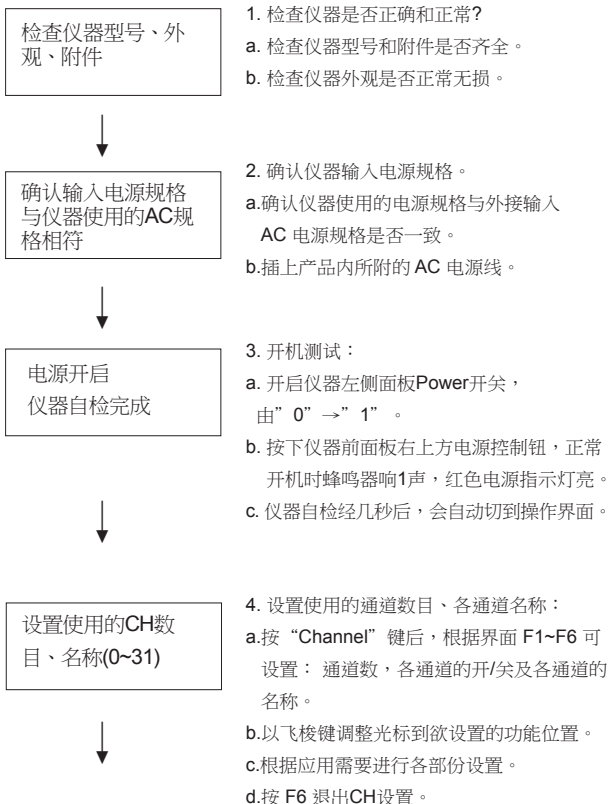 检查仪器型号、外
观、附件
1. 检查仪器是否正确和正常?
a. 检查仪器型号和附件是否齐全。
b. 检查仪器外观是否正常无损。
确认输入电源规格
与仪器使用的AC规
格相符
2. 确认仪器输入电源规格。
a.确认仪器使用的电源规格与外接输入
AC 电源规格是否一致。
b.插上产品内所附的 AC 电源线。
电源开启
仪器自检完成
3. 开机测试：
a. 开启仪器左侧面板Power开关，
由”0”→”1”。
b. 按下仪器前面板右上方电源控制钮，正常
开机时蜂鸣器响1声，红色电源指示灯亮。
c. 仪器自检经几秒后，会自动切到操作界面。
设置使用的CH数
目、名称(0~31)
4. 设置使用的通道数目、各通道名称：
a.按“Channel”键后，根据界面 F1~F6 可
设置： 通道数，各通道的开/关及各通道的
名称。
b.以飞梭键调整光标到欲设置的功能位置。
c.根据应用需要进行各部份设置。
d.按 F6 退出CH设置。